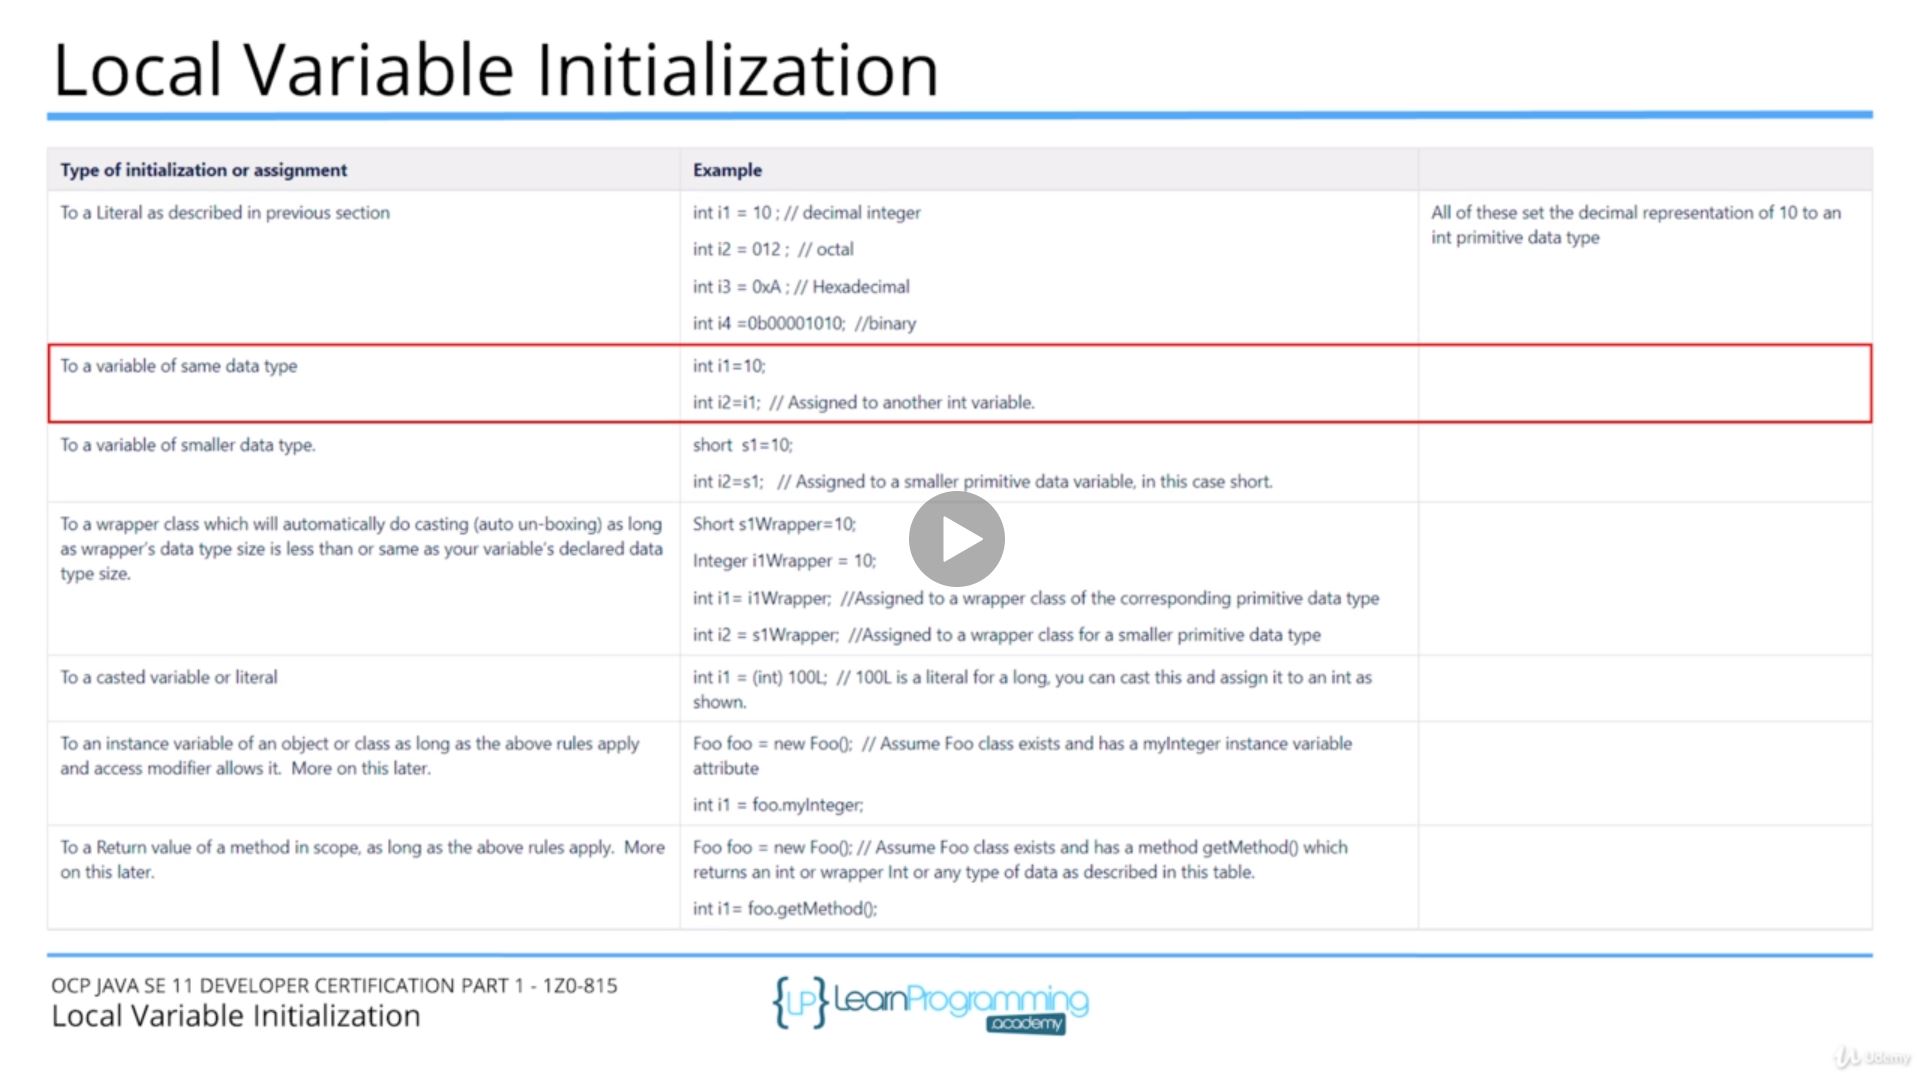 Local Variable Initialization
Type of initialization or assignment
Example
To a Literal as described in previous section
int i1 = 10 ; // decimal integer
int i2 = 012 ;  // octal
int i3 = 0xA ; // Hexadecimal
int i4 =0b00001010;  //binary
All of these set the decimal representation of 10 to an
int primitive data type
To a variable of same data type
int i1=10;
int i2=i1;  // Assigned to another int variable.
To a variable of smaller data type.
short  s1=10;
int i2=s1;   // Assigned to a smaller primitive data variable, in this case short.
To a wrapper class which will automatically do casting (auto un-boxing) as long
as wrapper's data type size is less than or same as your variable's declared data
type size.
Short s1Wrapper=10;
Integer i1Wrapper = 10;
int i1= i1Wrapper;  //Assigned to a wrapper class of the corresponding primitive data type
int i2 = s1Wrapper;  //Assigned to a wrapper class for a smaller primitive data type
To a casted variable or literal
int i1 = (int) 100L;  // 100L is a literal for a long, you can cast this and assign it to an int as
shown.
To an instance variable of an object or class as long as the above rules apply
and access modifier allows it.  More on this later.
Foo foo = new Foo();  // Assume Foo class exists and has a myInteger instance variable
attribute
int i1 = foo.myInteger;
To a Return value of a method in scope, as long as the above rules apply.  More
on this later.
Foo foo = new Foo(); // Assume Foo class exists and has a method getMethod() which
returns an int or wrapper Int or any type of data as described in this table.
int i1= foo.getMethod();
OCP JAVA SE 11 DEVELOPER CERTIFICATION PART 1 - 1Z0-815
Local Variable Initialization
{LP} LearnProgramming
.academy
Udemy